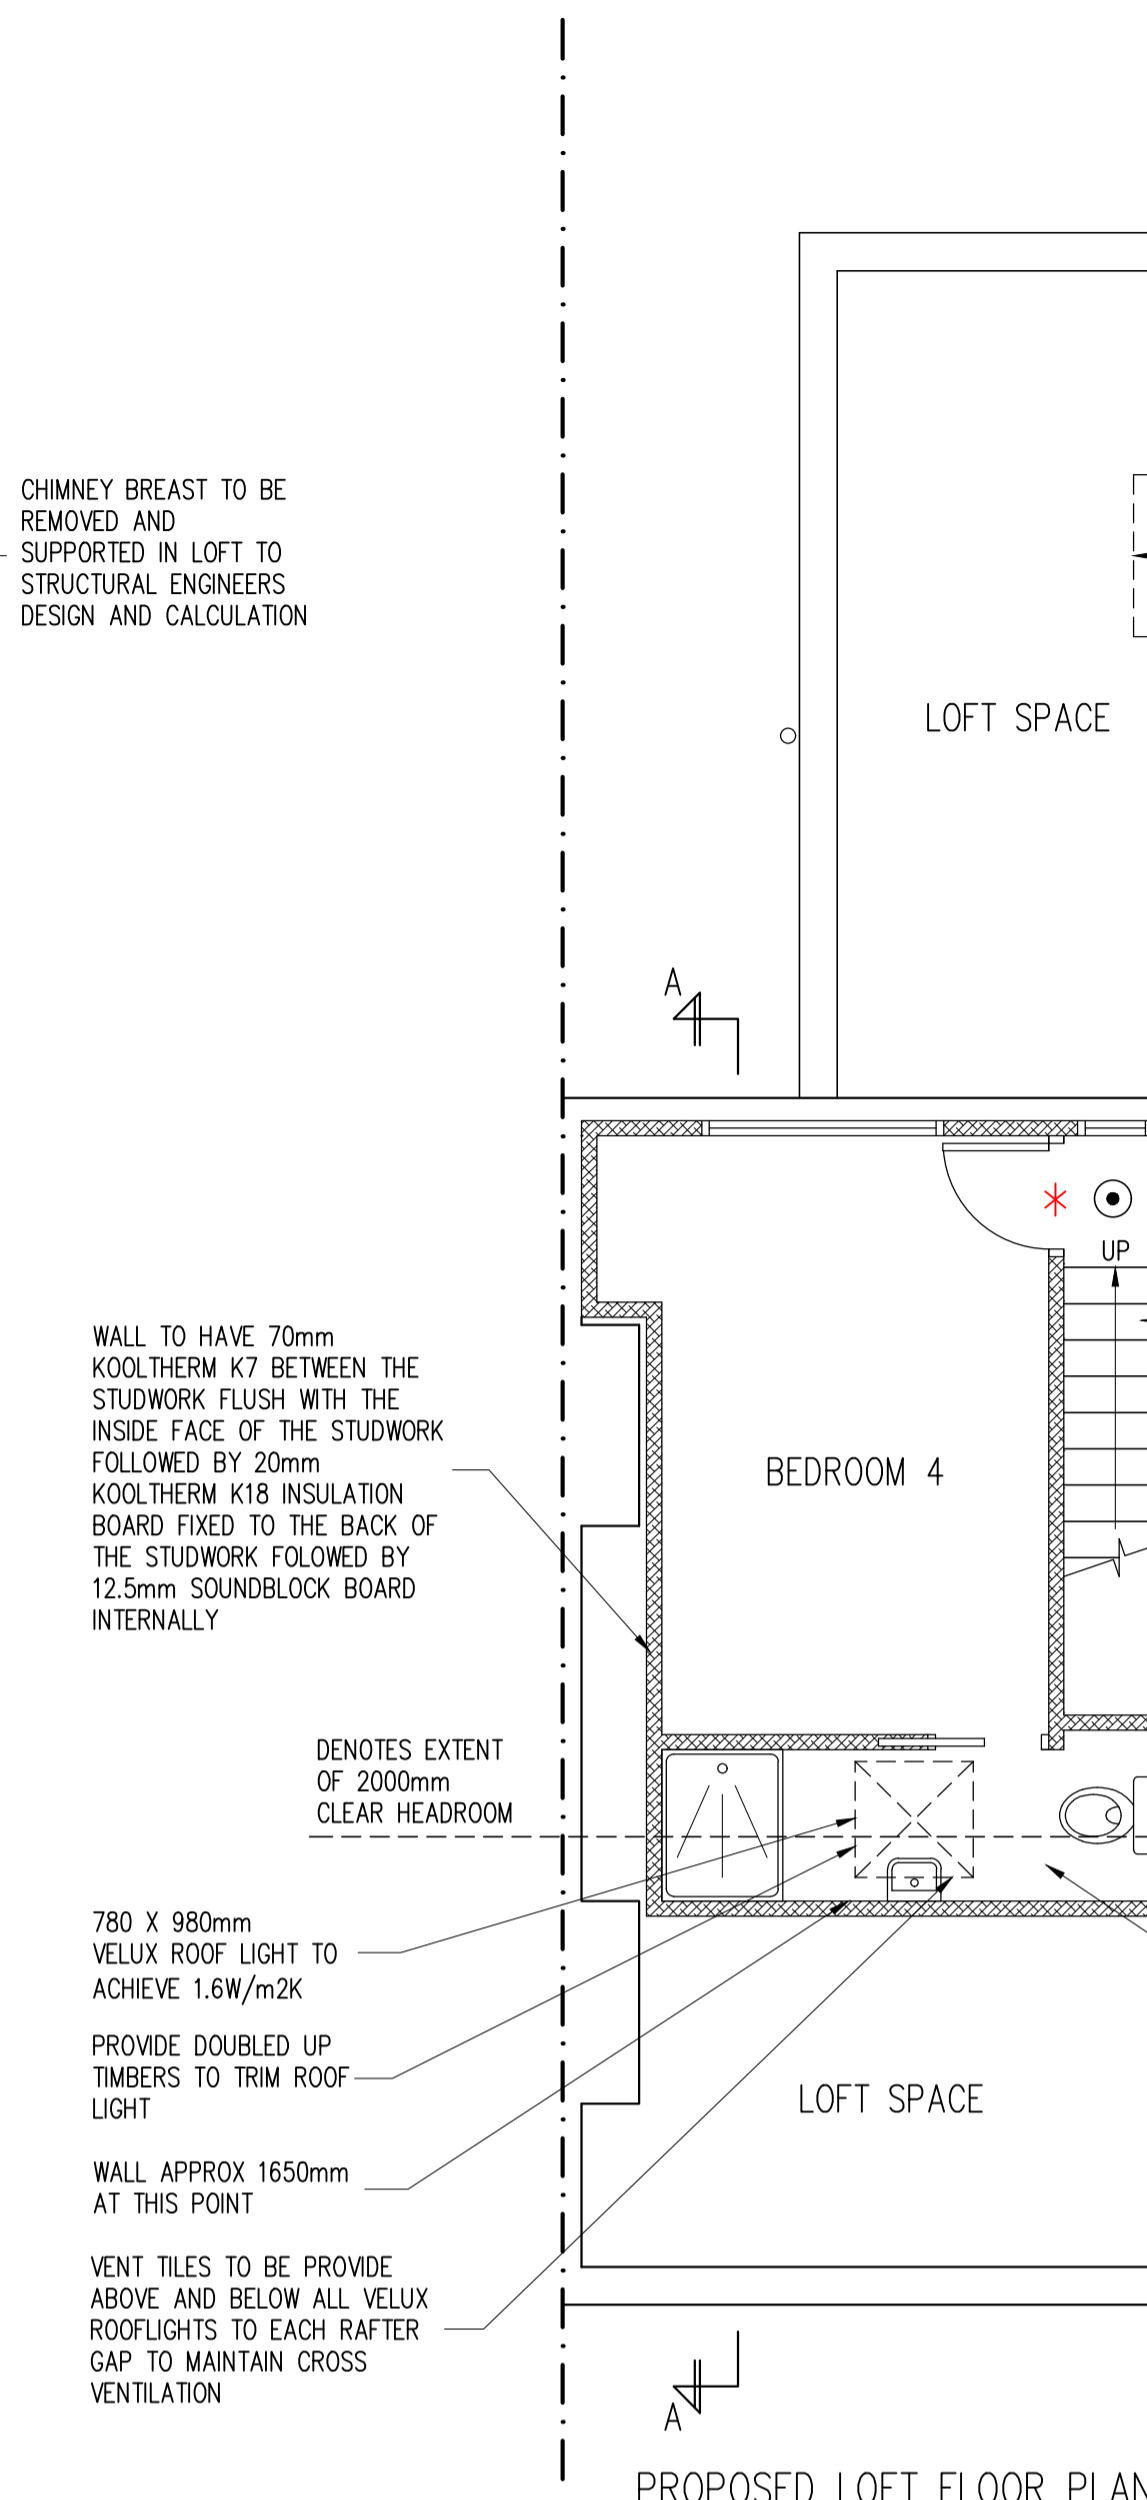 CHIMNEY BREAST TO BE
REMOVED AND
SUPPORTED IN LOFT TO
STRUCTURAL ENGINEERS
DESIGN AND CALCULATION
LOFT SPACE
A
UP
WALL TO HAVE 70mm
KOOLTHERM K7 BETWEEN THE
STUDWORK FLUSH WITH THE
INSIDE FACE OF THE STUDWORK
FOLLOWED BY 20mm
KOOLTHERM K18 INSULATION
BOARD FIXED TO THE BACK OF
THE STUDWORK FOLOWED BY
12.5mm SOUNDBLOCK BOARD
INTERNALLY
BEDROOM 4
DENOTES EXTENT
OF 2000mm
CLEAR HEADROOM
780 X 980mm
VELUX ROOF LIGHT TO
ACHIEVE 1.6W/m2K
PROVIDE DOUBLED UP
TIMBERS TO TRIM ROOF
LIGHT
LOFT SPACE
WALL APPROX 1650mm
AT THIS POINT
VENT TILES TO BE PROVIDE
ABOVE AND BELOW ALL VELUX
ROOFLIGHTS TO EACH RAFTER
GAP TO MAINTAIN CROSS
VENTILATION
A
PROPOSED LOFT FLOOR PLAN